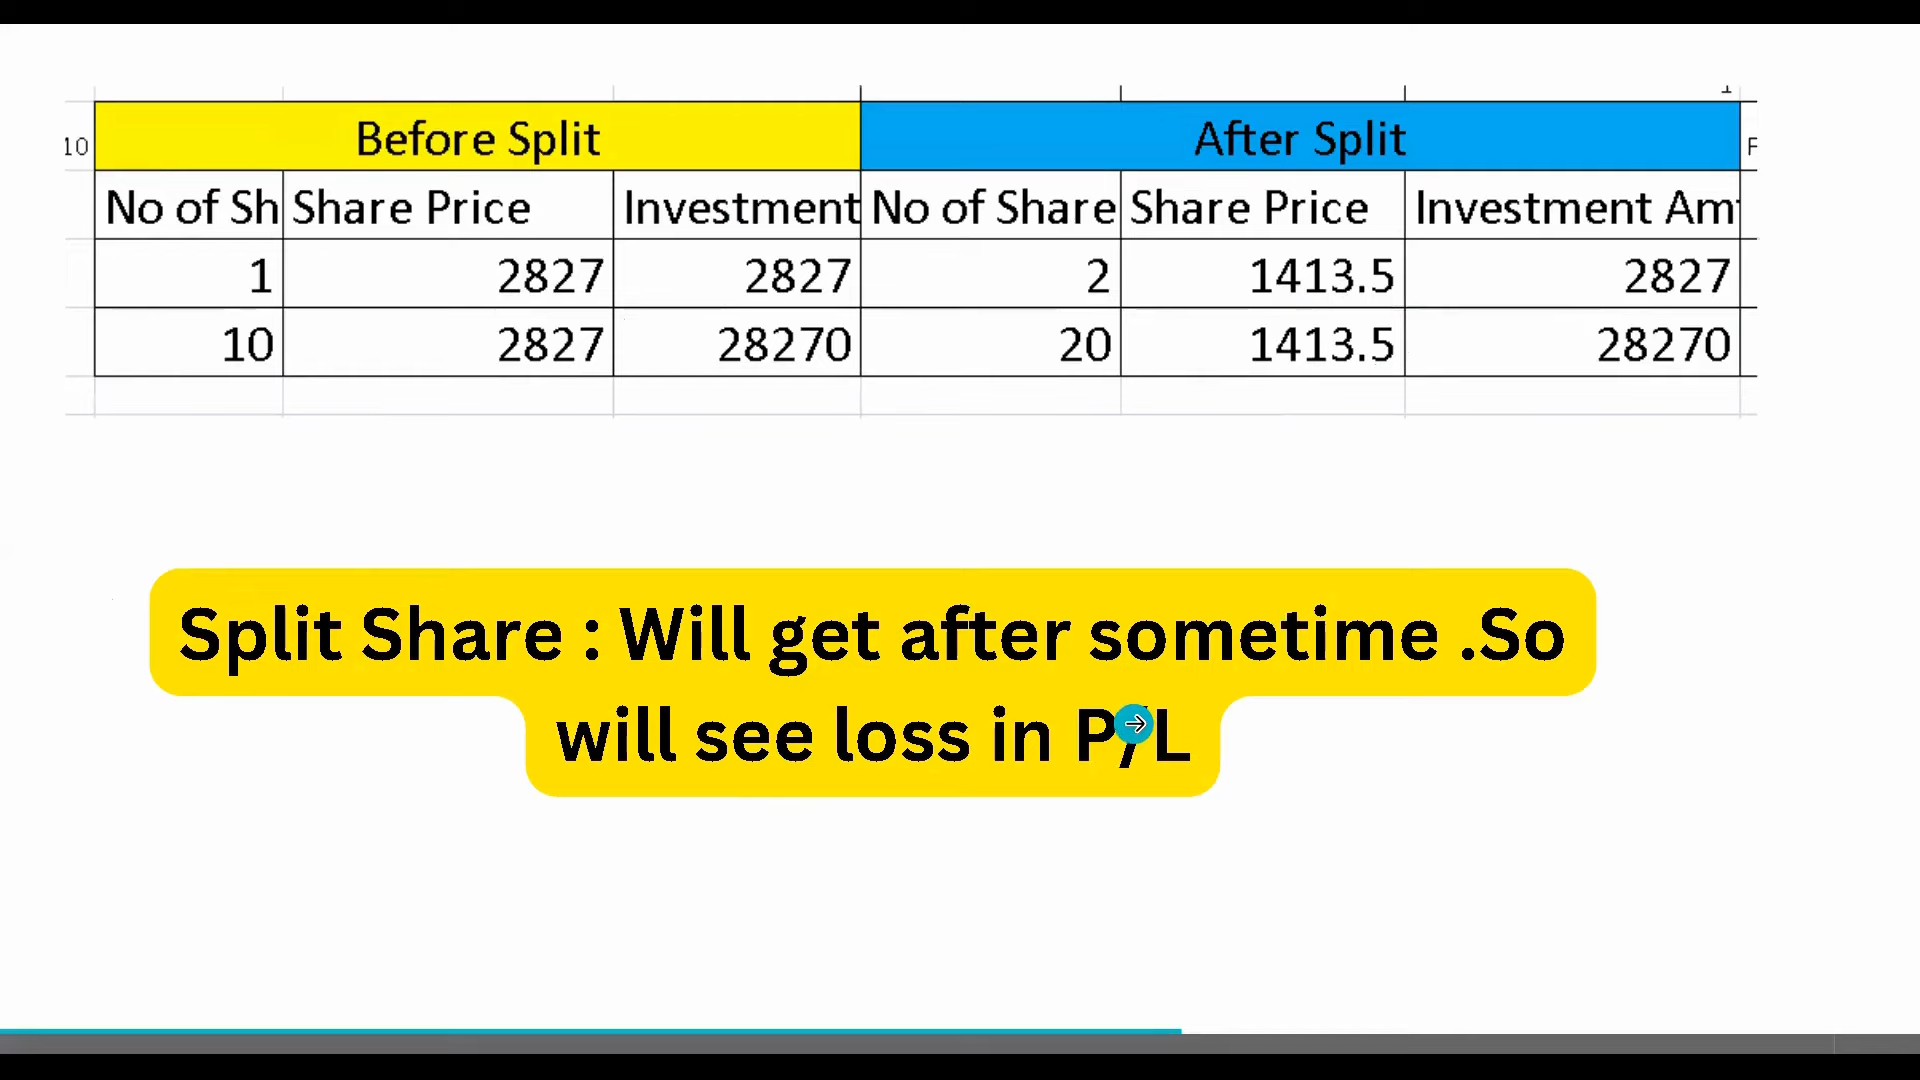 10 Before Split After Split
No of Sh Share Price Investment No of Share Share Price Investment Am
1 2827 2827 2 1413.5 2827
10 2827 28270 20 1413.5 28270
Split Share : Will get after sometime .So
will see loss in P/L